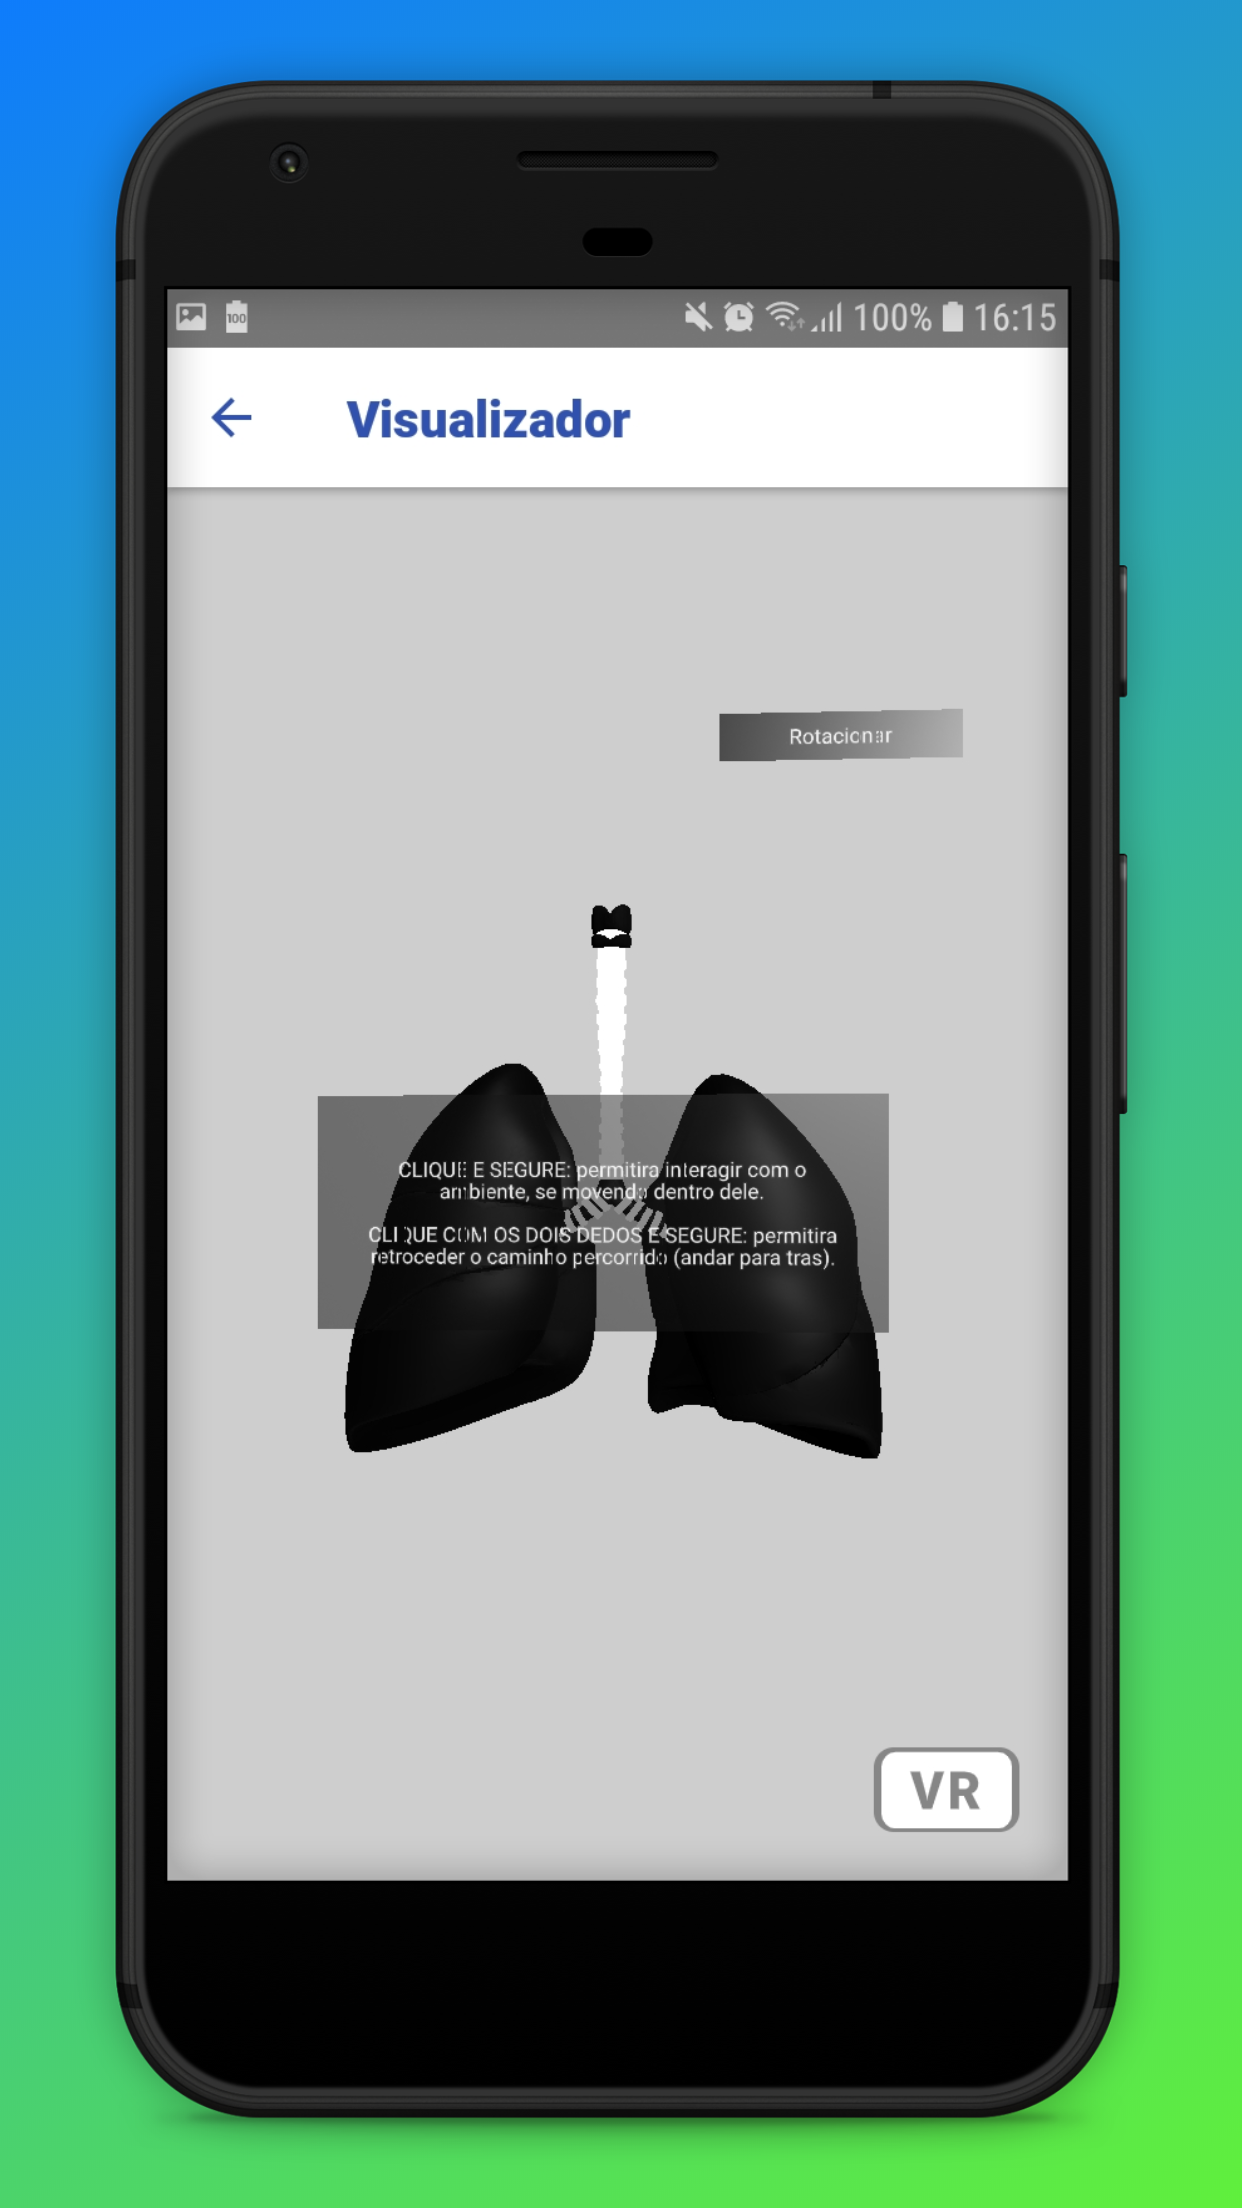 100
100% 16:15
Visualizador
Rotacionar
CLIQUE E SEGURE: permitira interagir com o
ambiente, se movendo dentro dele.
CLIQUE COM OS DOIS DEDOS E SEGURE: permitira
retroceder o caminho percorrido (andar para tras).
VR